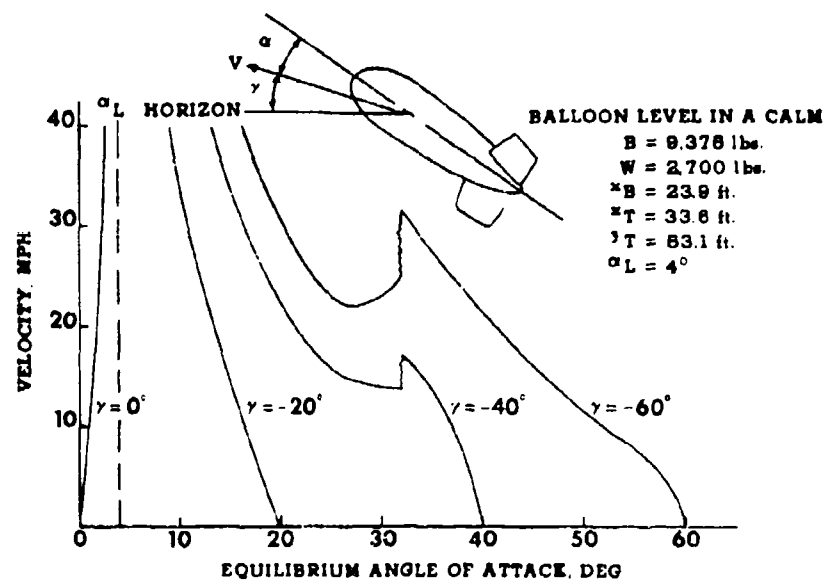 α
V
γ
αL HORIZON
BALLOON LEVEL IN A CALM
B = 9,376 lbs.
W = 2,700 lbs.
xB = 23.9 ft.
xT = 33.6 ft.
yT = 83.1 ft.
αL = 4°
40
30
20
10
VELOCITY, MPH
γ = 0°
γ = -20°
γ = -40°
γ = -60°
0 10 20 30 40 50 60
EQUILIBRIUM ANGLE OF ATTACK, DEG